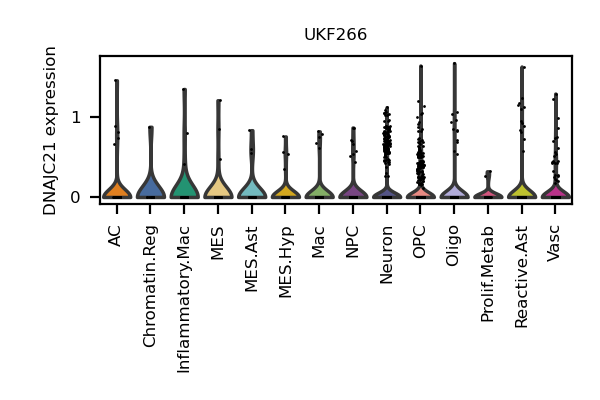 UKF266
DNAJC21 expression
1
0
AC
Chromatin.Reg
Inflammatory.Mac
MES
MES.Ast
MES.Hyp
Mac
NPC
Neuron
OPC
Oligo
Prolif.Metab
Reactive.Ast
Vasc